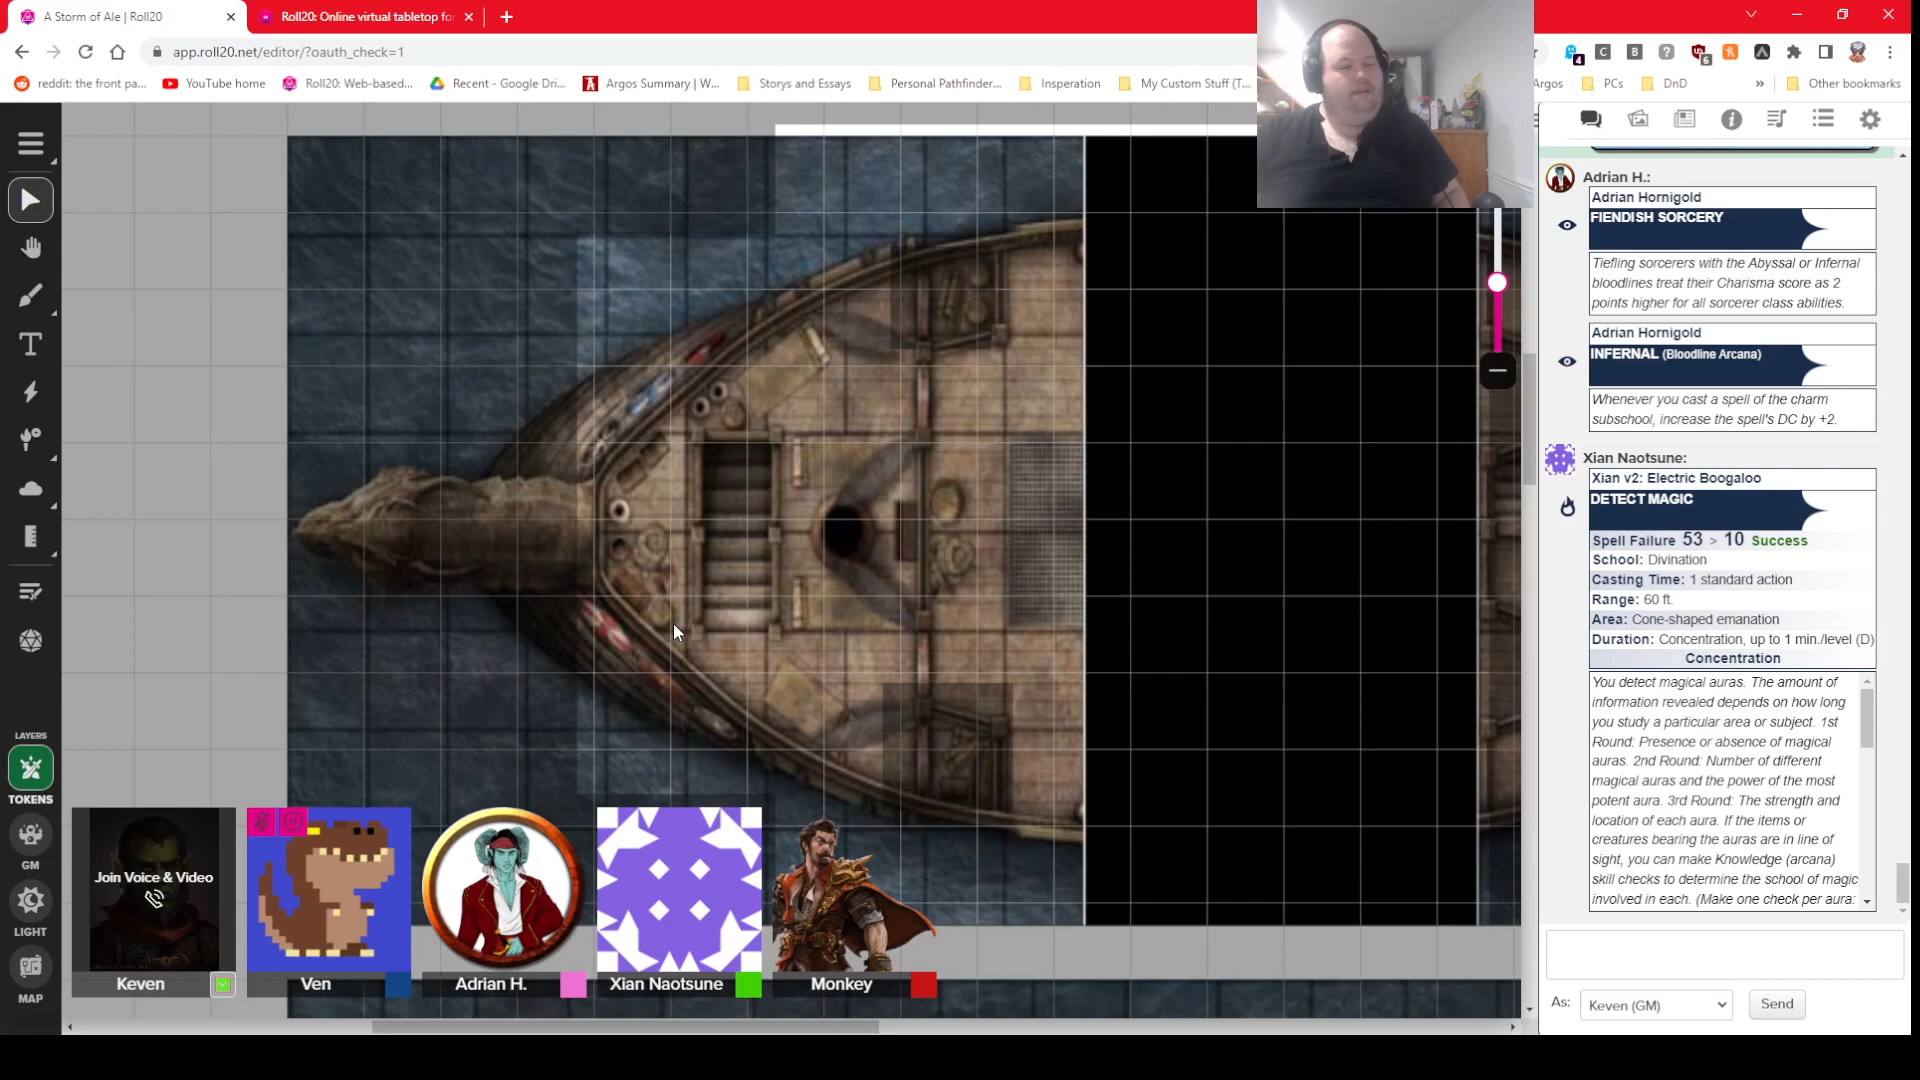 A Storm of Ale | Roll20
Roll20: Online virtual tabletop fo
app.roll20.net/editor/?oauth_check=1
reddit: the front pa...
YouTube home
Roll20: Web-based...
Recent - Google Dri...
Argos Summary | W...
Storys and Essays
Personal Pathfinder...
Insperation
My Custom Stuff (T...
Argos
PCs
DnD
»
Other bookmarks
4
6
C
B
Adrian H.:
Adrian Hornigold
FIENDISH SORCERY
Tiefling sorcerers with the Abyssal or Infernal
bloodlines treat their Charisma score as 2
points higher for all sorcerer class abilities.
Adrian Hornigold
INFERNAL (Bloodline Arcana)
Whenever you cast a spell of the charm
subschool, increase the spell's DC by +2.
Xian Naotsune:
Xian v2: Electric Boogaloo
DETECT MAGIC
Spell Failure 53 > 10 Success
School: Divination
Casting Time: 1 standard action
Range: 60 ft.
Area: Cone-shaped emanation
Duration: Concentration, up to 1 min./level (D)
Concentration
You detect magical auras. The amount of
information revealed depends on how long
you study a particular area or subject. 1st
Round: Presence or absence of magical
auras. 2nd Round: Number of different
magical auras and the power of the most
potent aura. 3rd Round: The strength and
location of each aura. If the items or
creatures bearing the auras are in line of
sight, you can make Knowledge (arcana)
skill checks to determine the school of magic
involved in each. (Make one check per aura:
As:
Keven (GM)
Send
LAYERS
TOKENS
GM
LIGHT
MAP
Join Voice & Video
Keven
Ven
Adrian H.
Xian Naotsune
Monkey